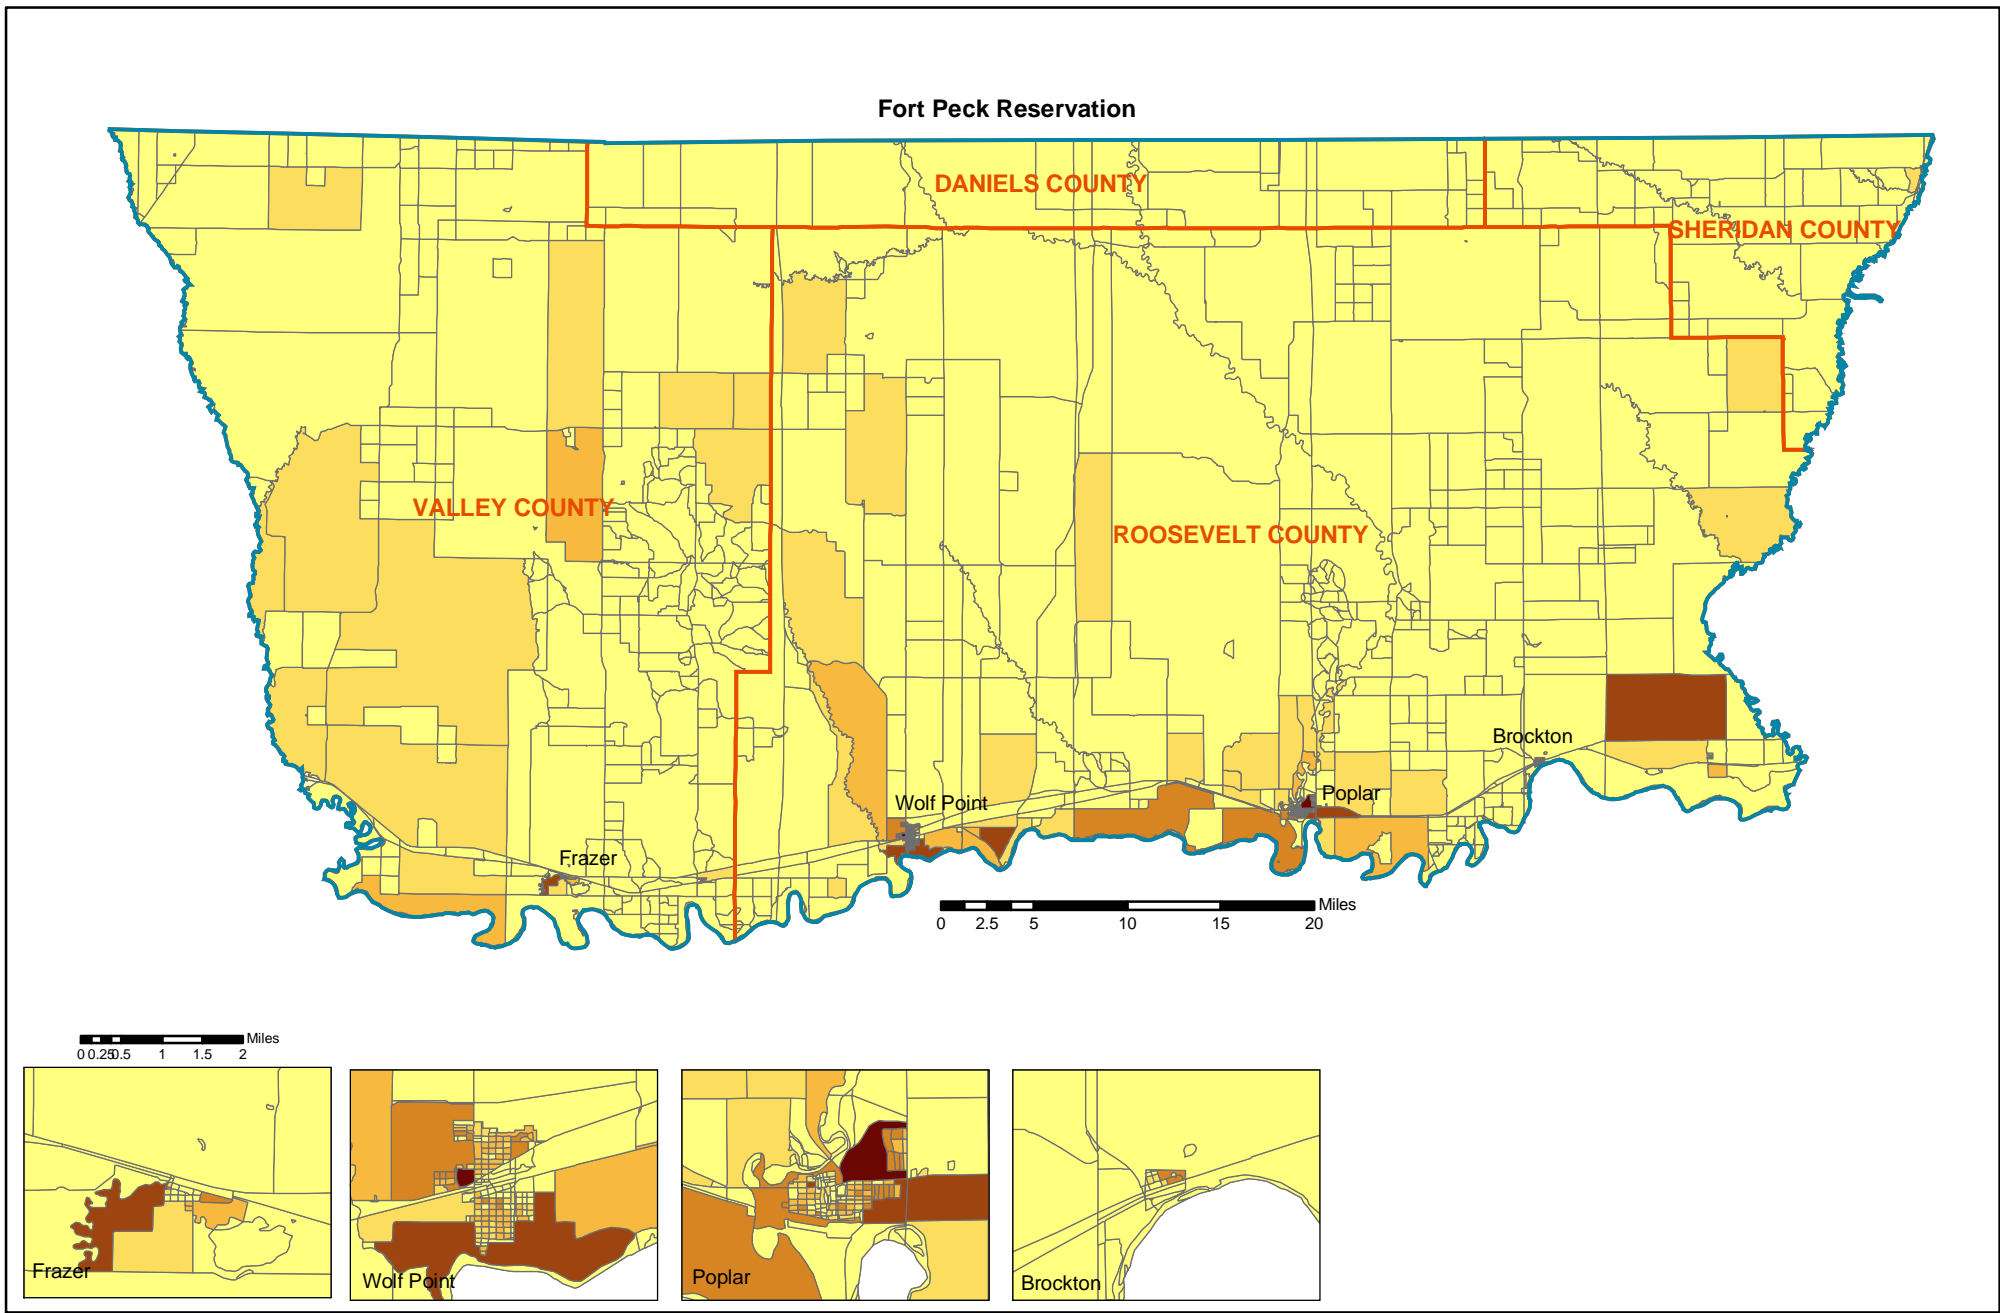 Fort Peck Reservation
DANIELS COUNTY
SHERIDAN COUNTY
VALLEY COUNTY
ROOSEVELT COUNTY
Brockton
Poplar
Wolf Point
Frazer
Miles
0 2.5 5 10 15 20
Miles
0 0.25 0.5 1 1.5 2
Frazer
Wolf Point
Poplar
Brockton